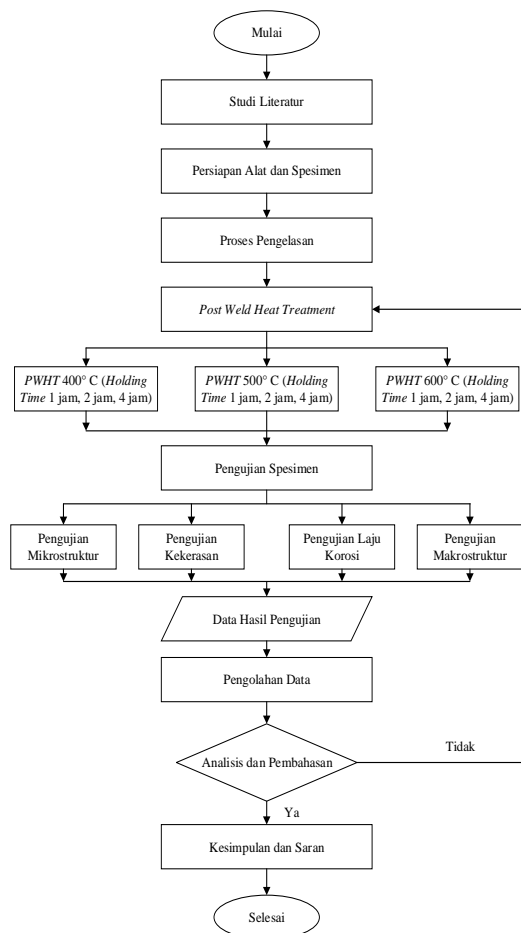 Mulai
Studi Literatur
Persiapan Alat dan Spesimen
Proses Pengelasan
Post Weld Heat Treatment
PWHT 400° C (Holding
Time 1 jam, 2 jam, 4 jam)
PWHT 500° C (Holding
Time 1 jam, 2 jam, 4 jam)
PWHT 600° C (Holding
Time 1 jam, 2 jam, 4 jam)
Pengujian Spesimen
Pengujian
Mikrostruktur
Pengujian
Kekerasan
Pengujian Laju
Korosi
Pengujian
Makrostruktur
Data Hasil Pengujian
Pengolahan Data
Analisis dan Pembahasan
Tidak
Ya
Kesimpulan dan Saran
Selesai